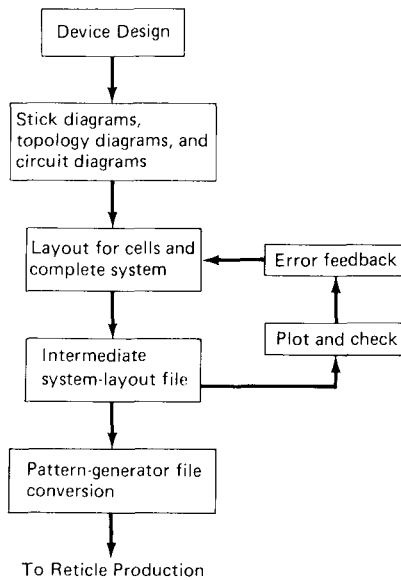 Device Design
Stick diagrams,
topology diagrams, and
circuit diagrams
Layout for cells and
complete system
Error feedback
Plot and check
Intermediate
system-layout file
Pattern-generator file
conversion
To Reticle Production